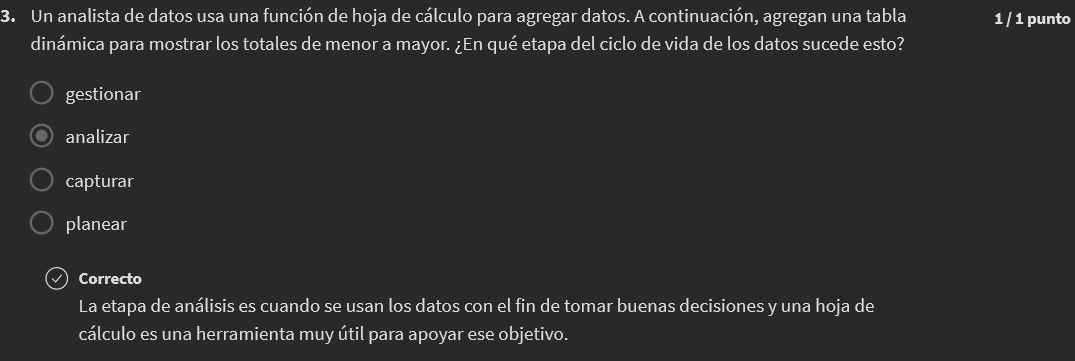 3. Un analista de datos usa una función de hoja de cálculo para agregar datos. A continuación, agregan una tabla
1 / 1 punto
dinámica para mostrar los totales de menor a mayor. ¿En qué etapa del ciclo de vida de los datos sucede esto?
gestionar
analizar
capturar
planear
Correcto
La etapa de análisis es cuando se usan los datos con el fin de tomar buenas decisiones y una hoja de
cálculo es una herramienta muy útil para apoyar ese objetivo.